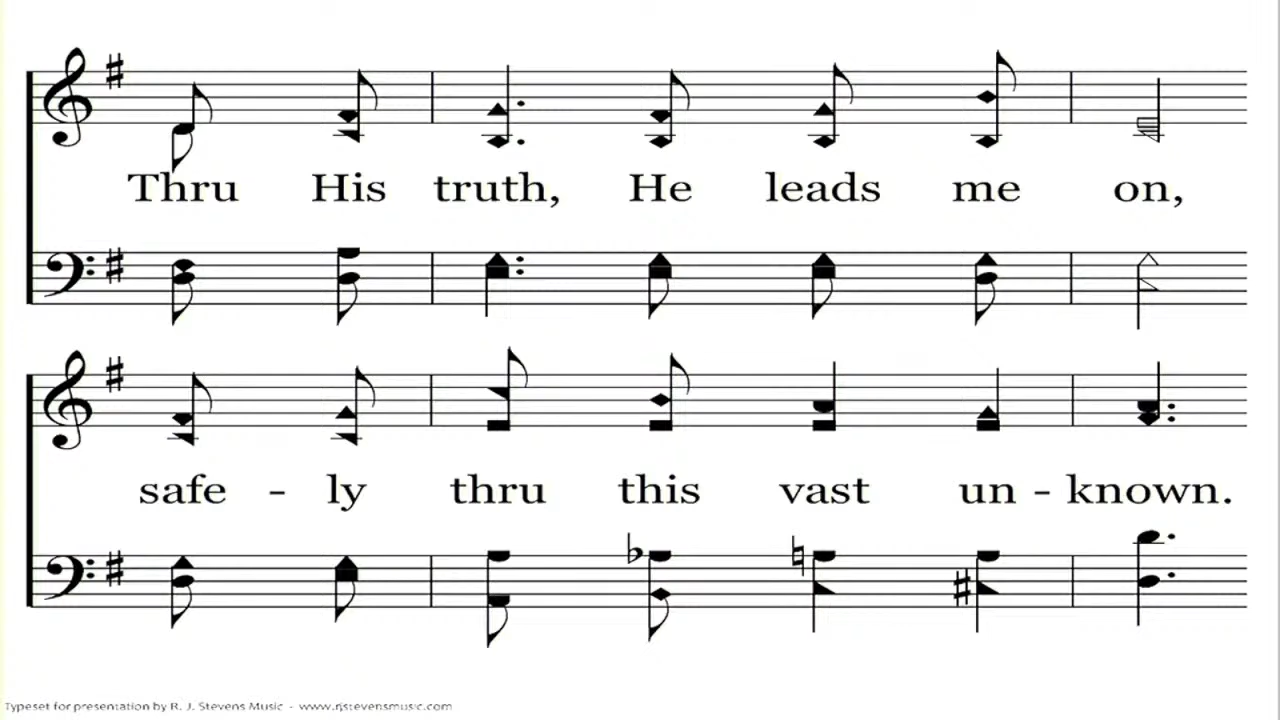 Thru His truth, He leads me on,
safe - ly thru this vast un - known.
Typeset for presentation by R. J. Stevens Music - www.rjstevensmusic.com